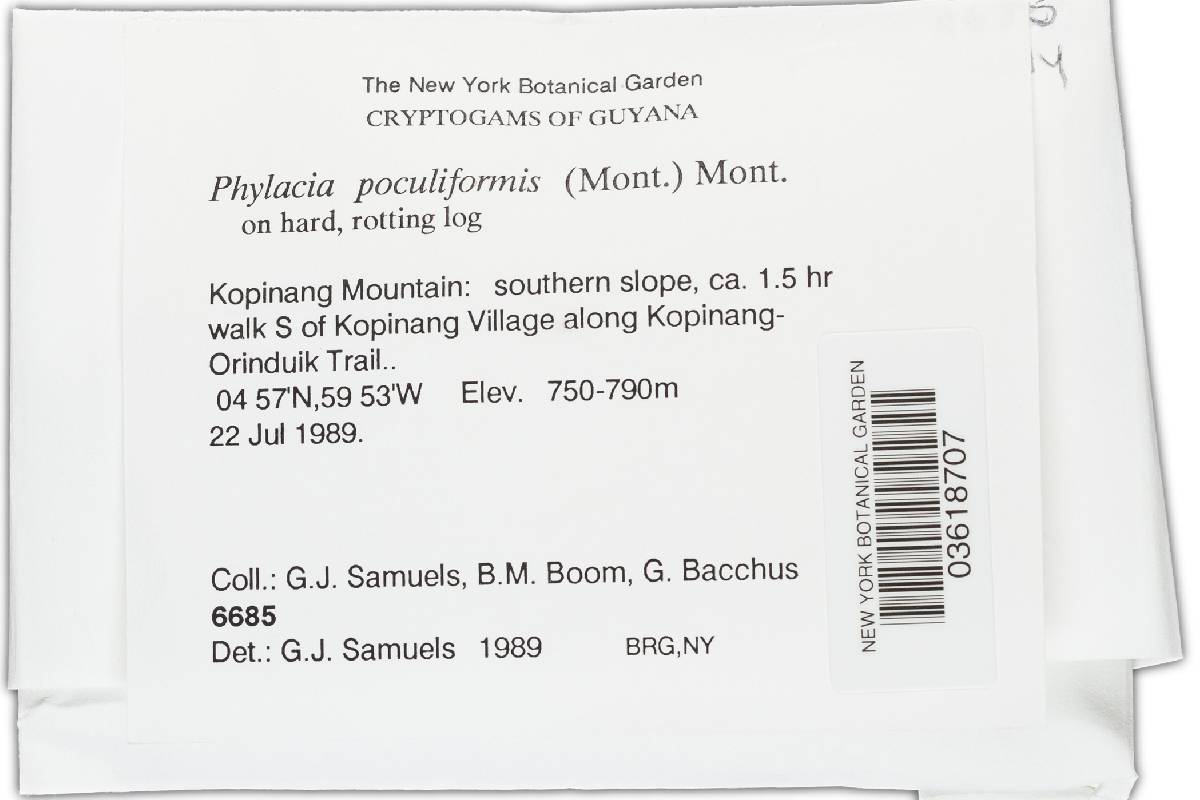 The New York Botanical Garden
CRYPTOGAMS OF GUYANA
Phylacia poculiformis (Mont.) Mont.
on hard, rotting log
Kopinang Mountain: southern slope, ca. 1.5 hr
walk S of Kopinang Village along Kopinang-
Orinduik Trail..
04 57'N,59 53'W Elev. 750-790m
22 Jul 1989.
Coll.: G.J. Samuels, B.M. Boom, G. Bacchus
6685
Det.: G.J. Samuels 1989 BRG,NY
NEW YORK BOTANICAL GARDEN
03618707